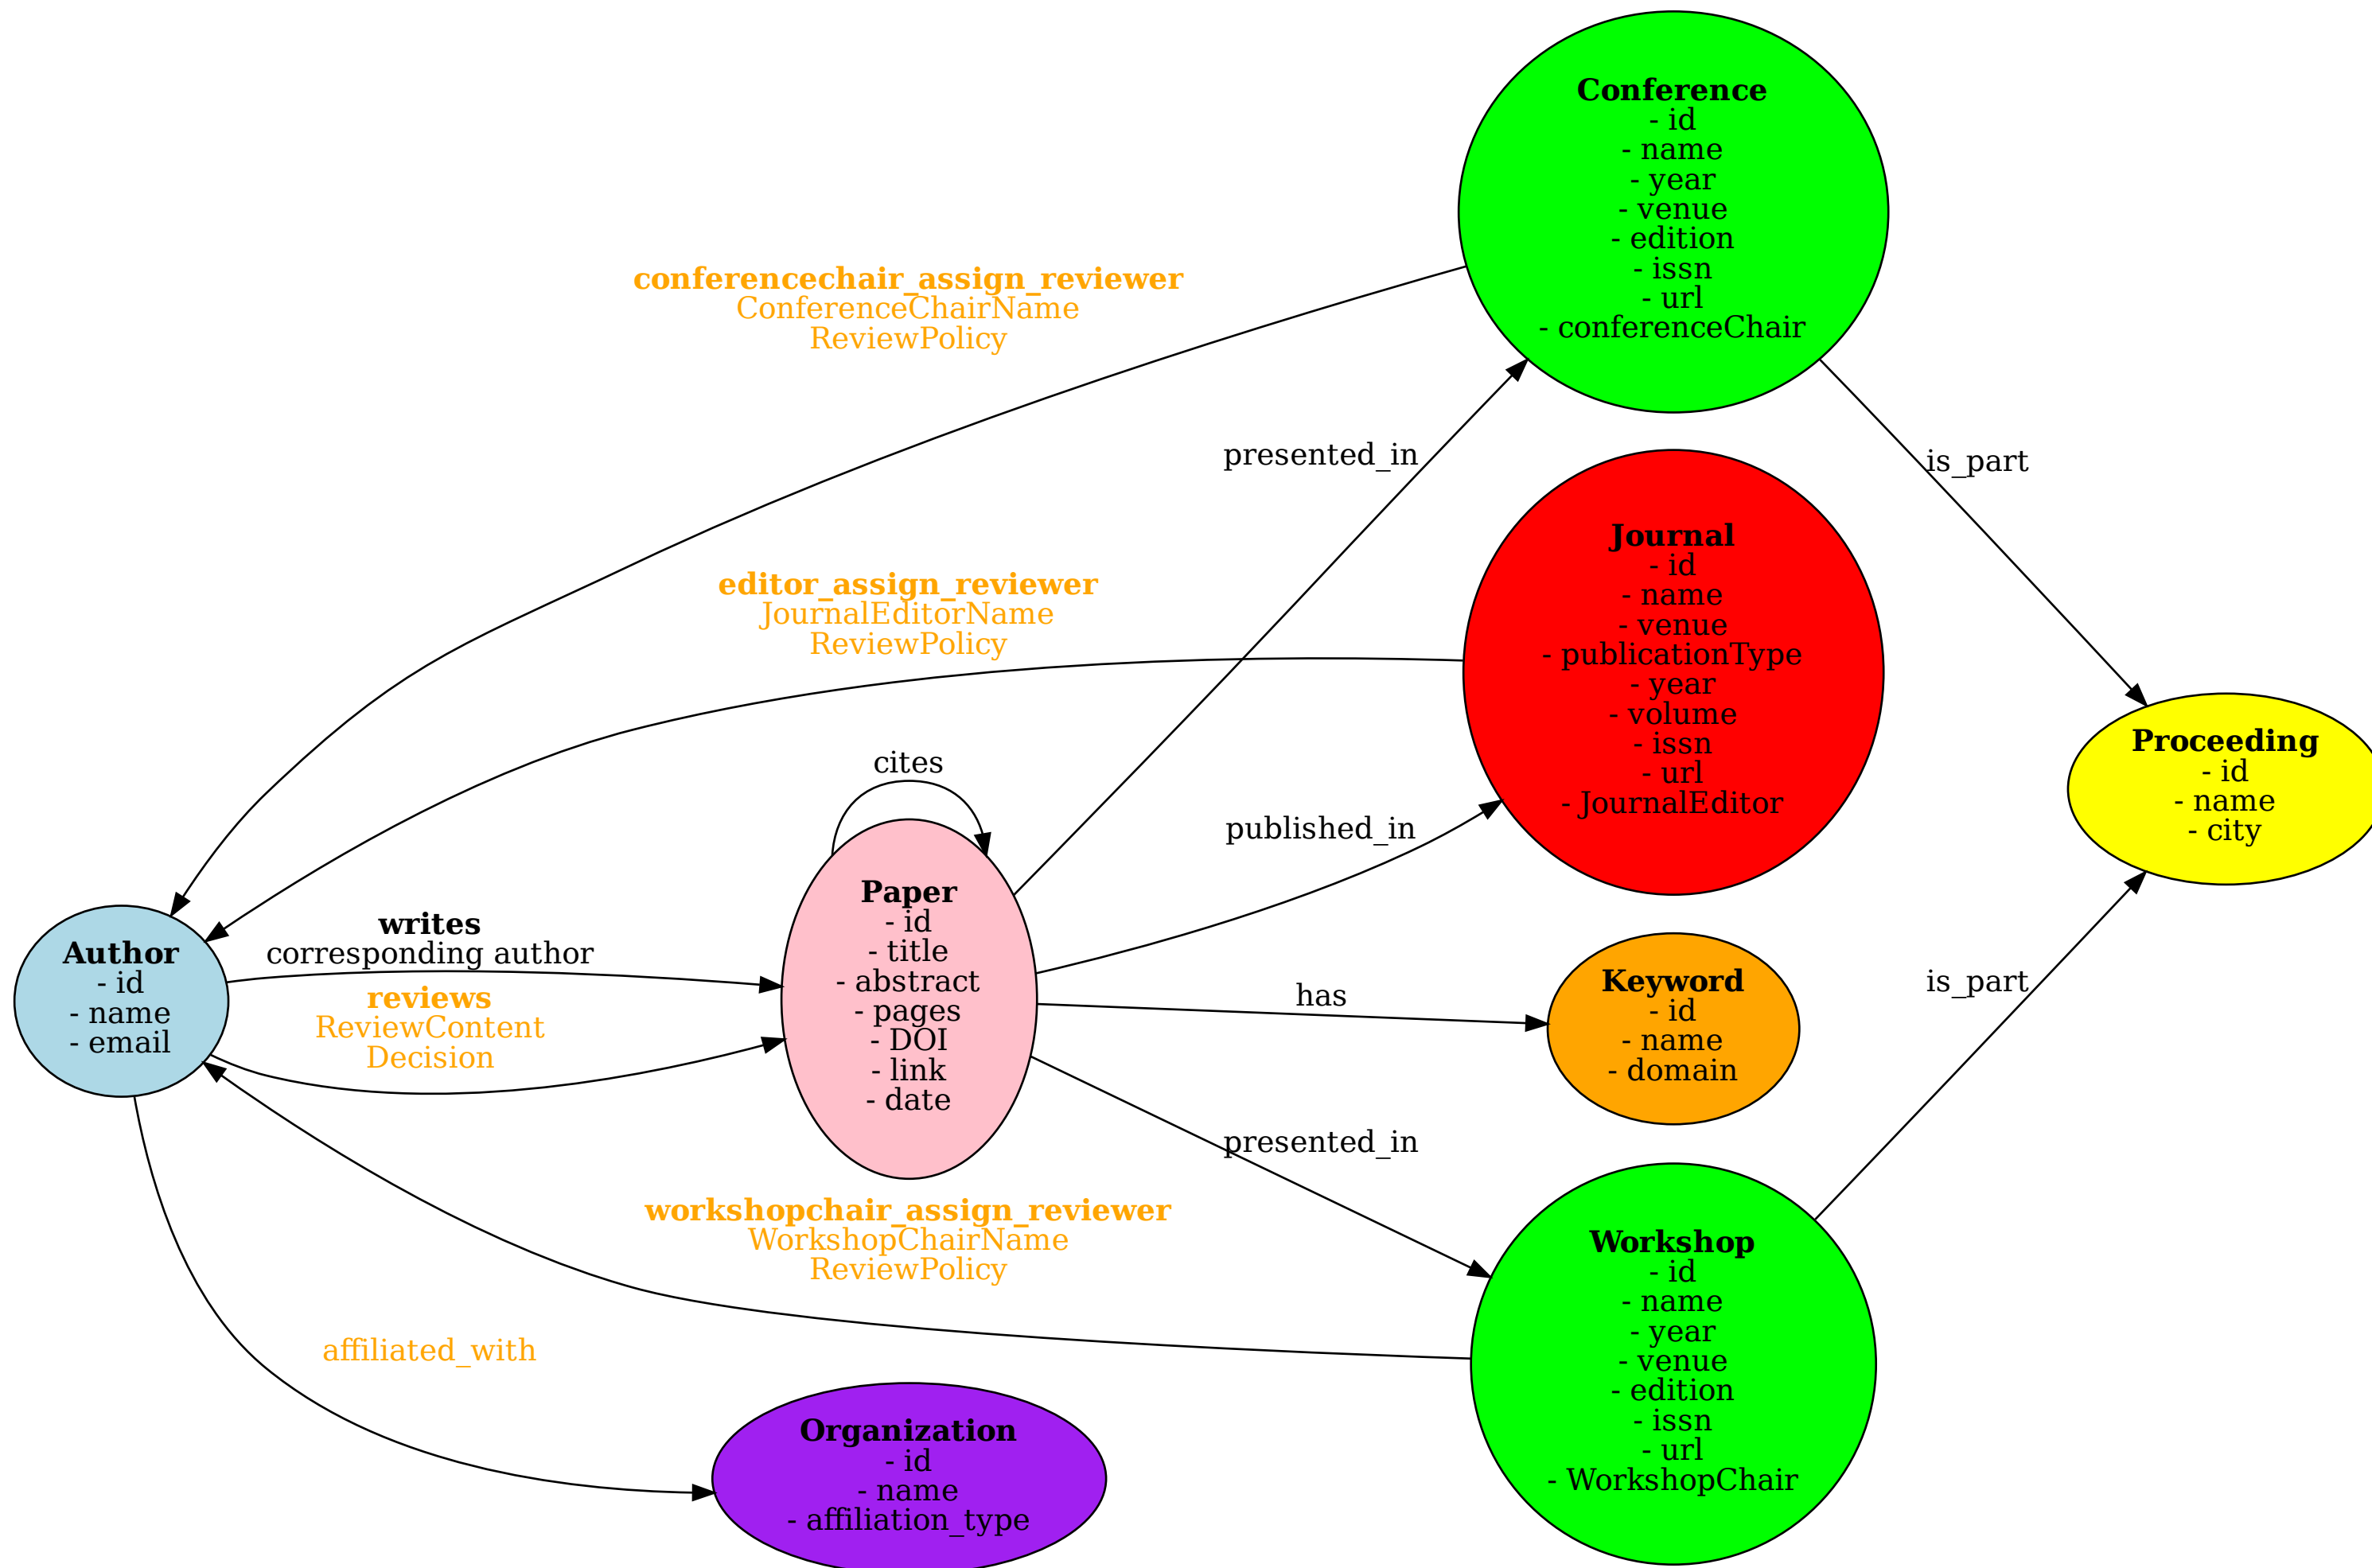 Conference
- id
- name
- year
- venue
- edition
- issn
- url
- conferenceChair
conferencechair_assign_reviewer
ConferenceChairName
ReviewPolicy
presented_in
is_part
Journal
- id
- name
- venue
- publicationType
- year
- volume
- issn
- url
- JournalEditor
editor_assign_reviewer
JournalEditorName
ReviewPolicy
cites
published_in
Proceeding
- id
- name
- city
Author
- id
- name
- email
writes
corresponding author
reviews
ReviewContent
Decision
Paper
- id
- title
- abstract
- pages
- DOI
- link
- date
has
Keyword
- id
- name
- domain
is_part
presented_in
workshopchair_assign_reviewer
WorkshopChairName
ReviewPolicy
Workshop
- id
- name
- year
- venue
- edition
- issn
- url
- WorkshopChair
affiliated_with
Organization
- id
- name
- affiliation_type